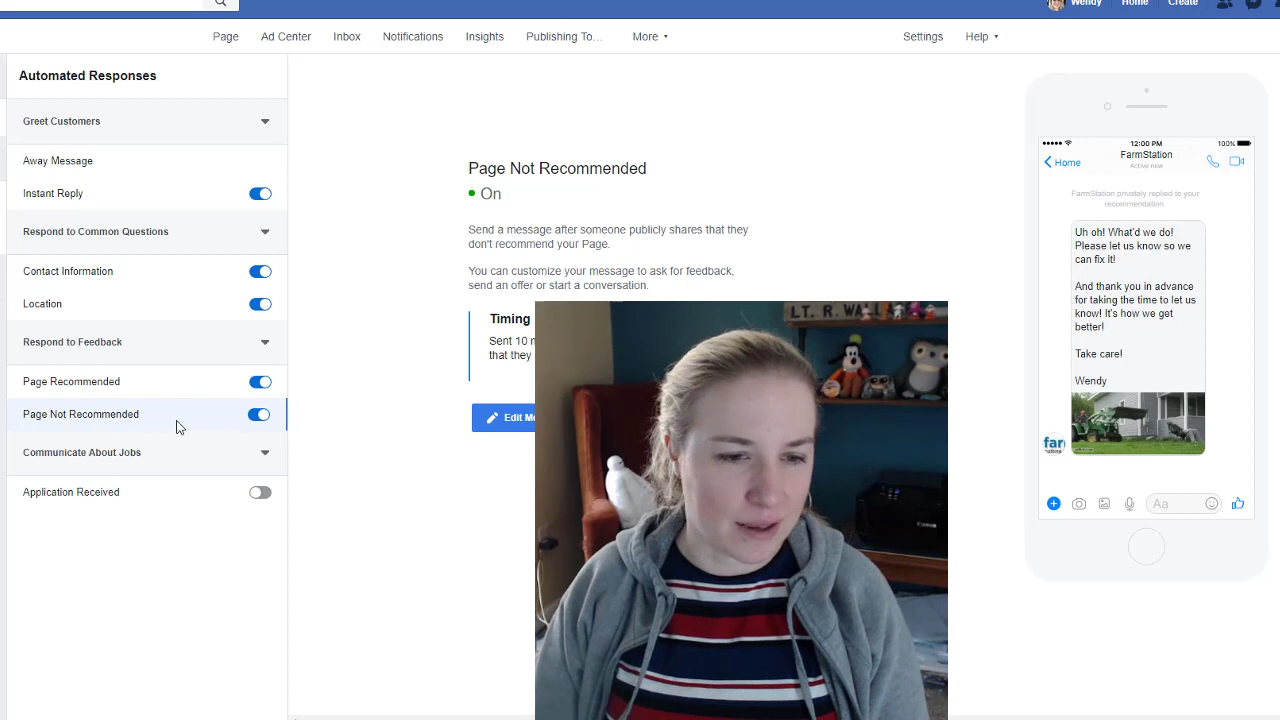 Wendy Home Create
Page Ad Center Inbox Notifications Insights Publishing To... More Settings Help
Automated Responses
Greet Customers
Away Message
Instant Reply
Respond to Common Questions
Contact Information
Location
Respond to Feedback
Page Recommended
Page Not Recommended
Communicate About Jobs
Application Received
Page Not Recommended
On
Send a message after someone publicly shares that they
don't recommend your Page.
You can customize your message to ask for feedback,
send an offer or start a conversation.
Timing
Sent 10
that they
Edit
LT. R.
Canon
12:00 PM 100%
Home FarmStation
Active now
FarmStation privately replied to your
recommendation.
Uh oh! What'd we do!
Please let us know so we
can fix it!
And thank you in advance
for taking the time to let us
know! It's how we get
better!
Take care!
Wendy
Aa